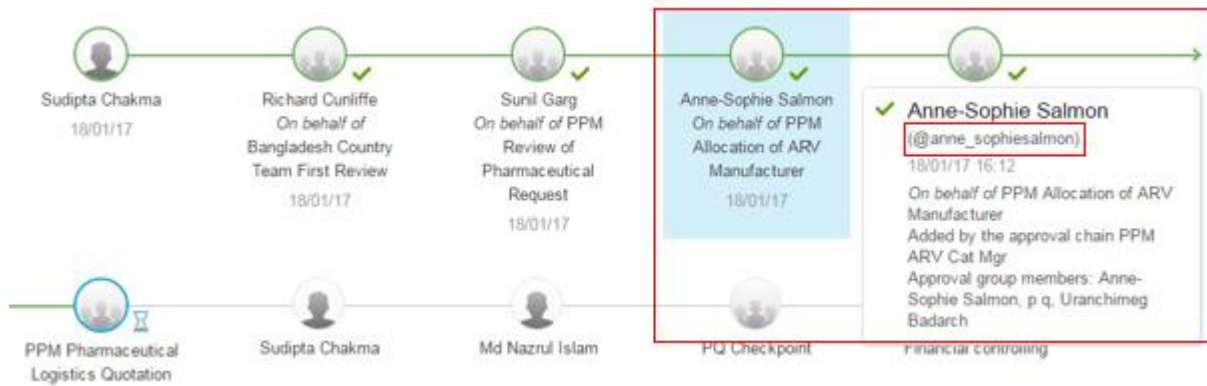 Sudipta Chakma
18/01/17
Richard Cunliffe
On behalf of
Bangladesh Country
Team First Review
18/01/17
Sunil Garg
On behalf of PPM
Review of
Pharmaceutical
Request
18/01/17
Anne-Sophie Salmon
On behalf of PPM
Allocation of ARV
Manufacturer
18/01/17
Anne-Sophie Salmon
(@anne_sophiesalmon)
18/01/17 16:12
On behalf of PPM Allocation of ARV
Manufacturer
Added by the approval chain PPM
ARV Cat Mgr
Approval group members: Anne-
Sophie Salmon, p q, Uranchimeg
Badarch
PPM Pharmaceutical
Logistics Quotation
Sudipta Chakma
Md Nazrul Islam
PQ Checkpoint
Financial controlling